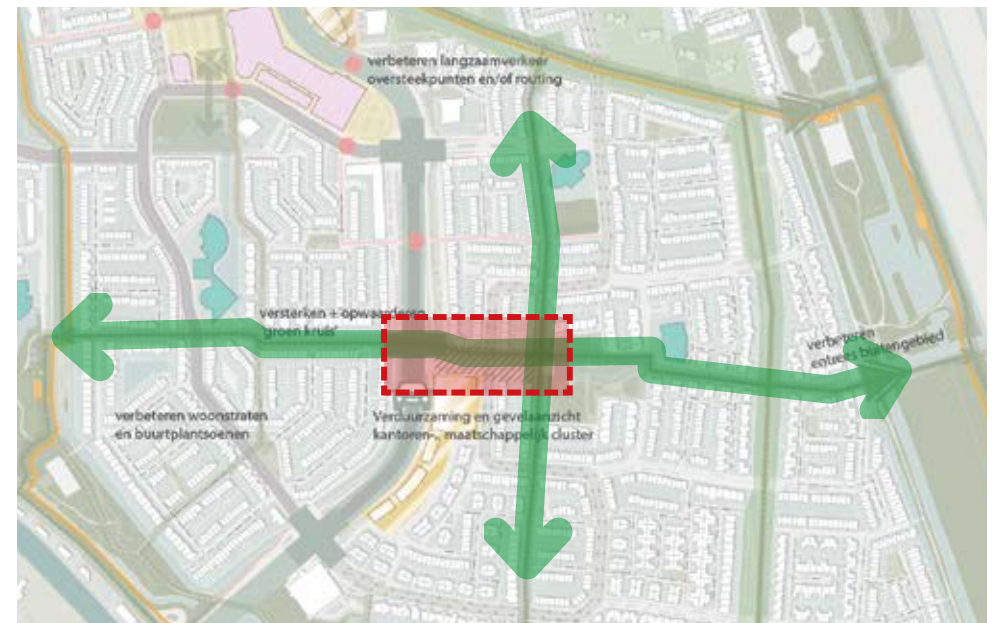 verbeteren langzaamverkeer
oversteekpunten en/of routing
versterken + opwaarderen
'groen kruis'
verbeteren
entrees buitengebied
verbeteren woonstraten
en buurtplantsoenen
Verduurzaming en gevelaanzicht
kantoren-, maatschappelijk cluster